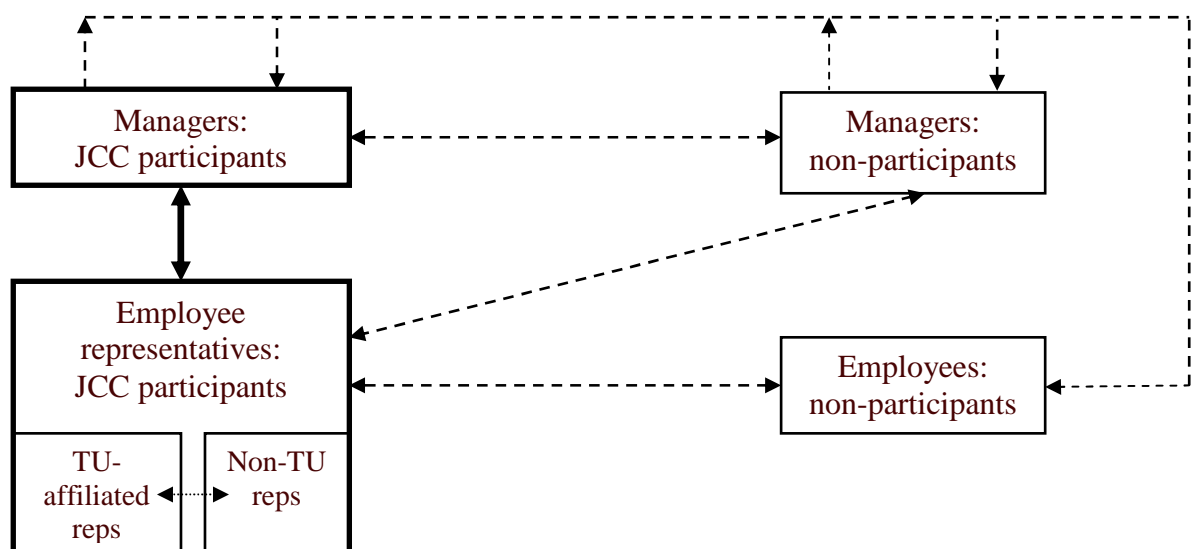 Managers:
JCC participants
Managers:
non-participants
Employee
representatives:
JCC participants
Employees:
non-participants
TU-
affiliated
reps
Non-TU
reps